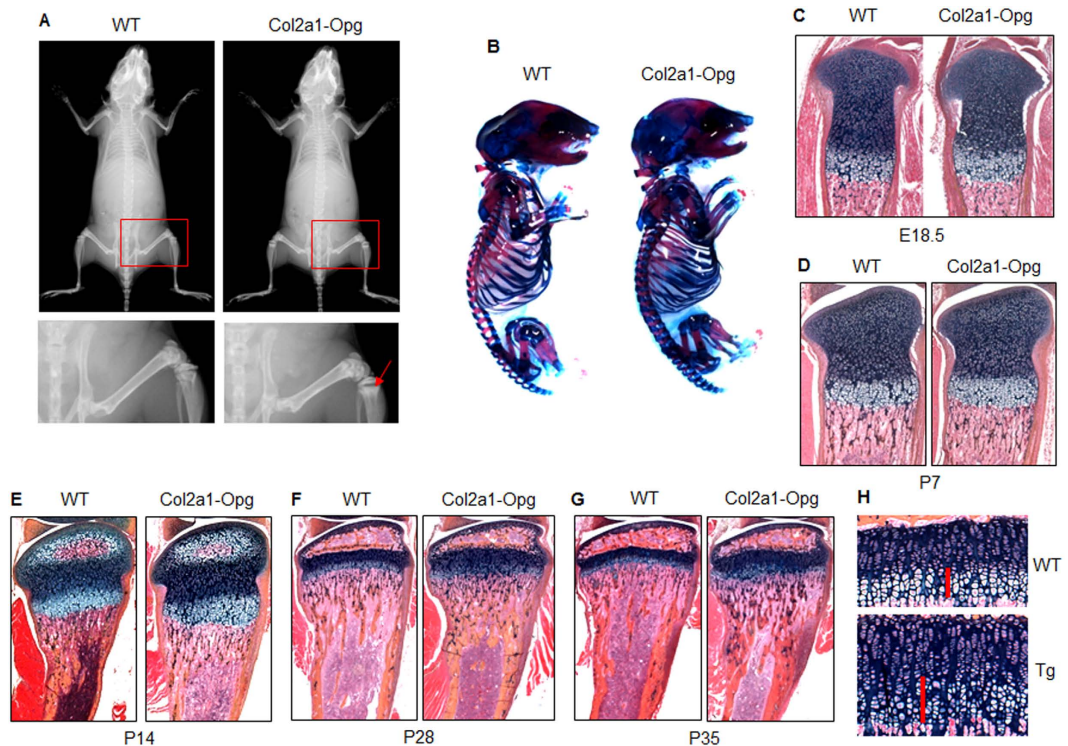 A
WT
Col2a1-Opg
B
WT
Col2a1-Opg
C
WT
Col2a1-Opg
E18.5
D
WT
Col2a1-Opg
P7
E
WT
Col2a1-Opg
P14
F
WT
Col2a1-Opg
P28
G
WT
Col2a1-Opg
P35
H
WT
Tg